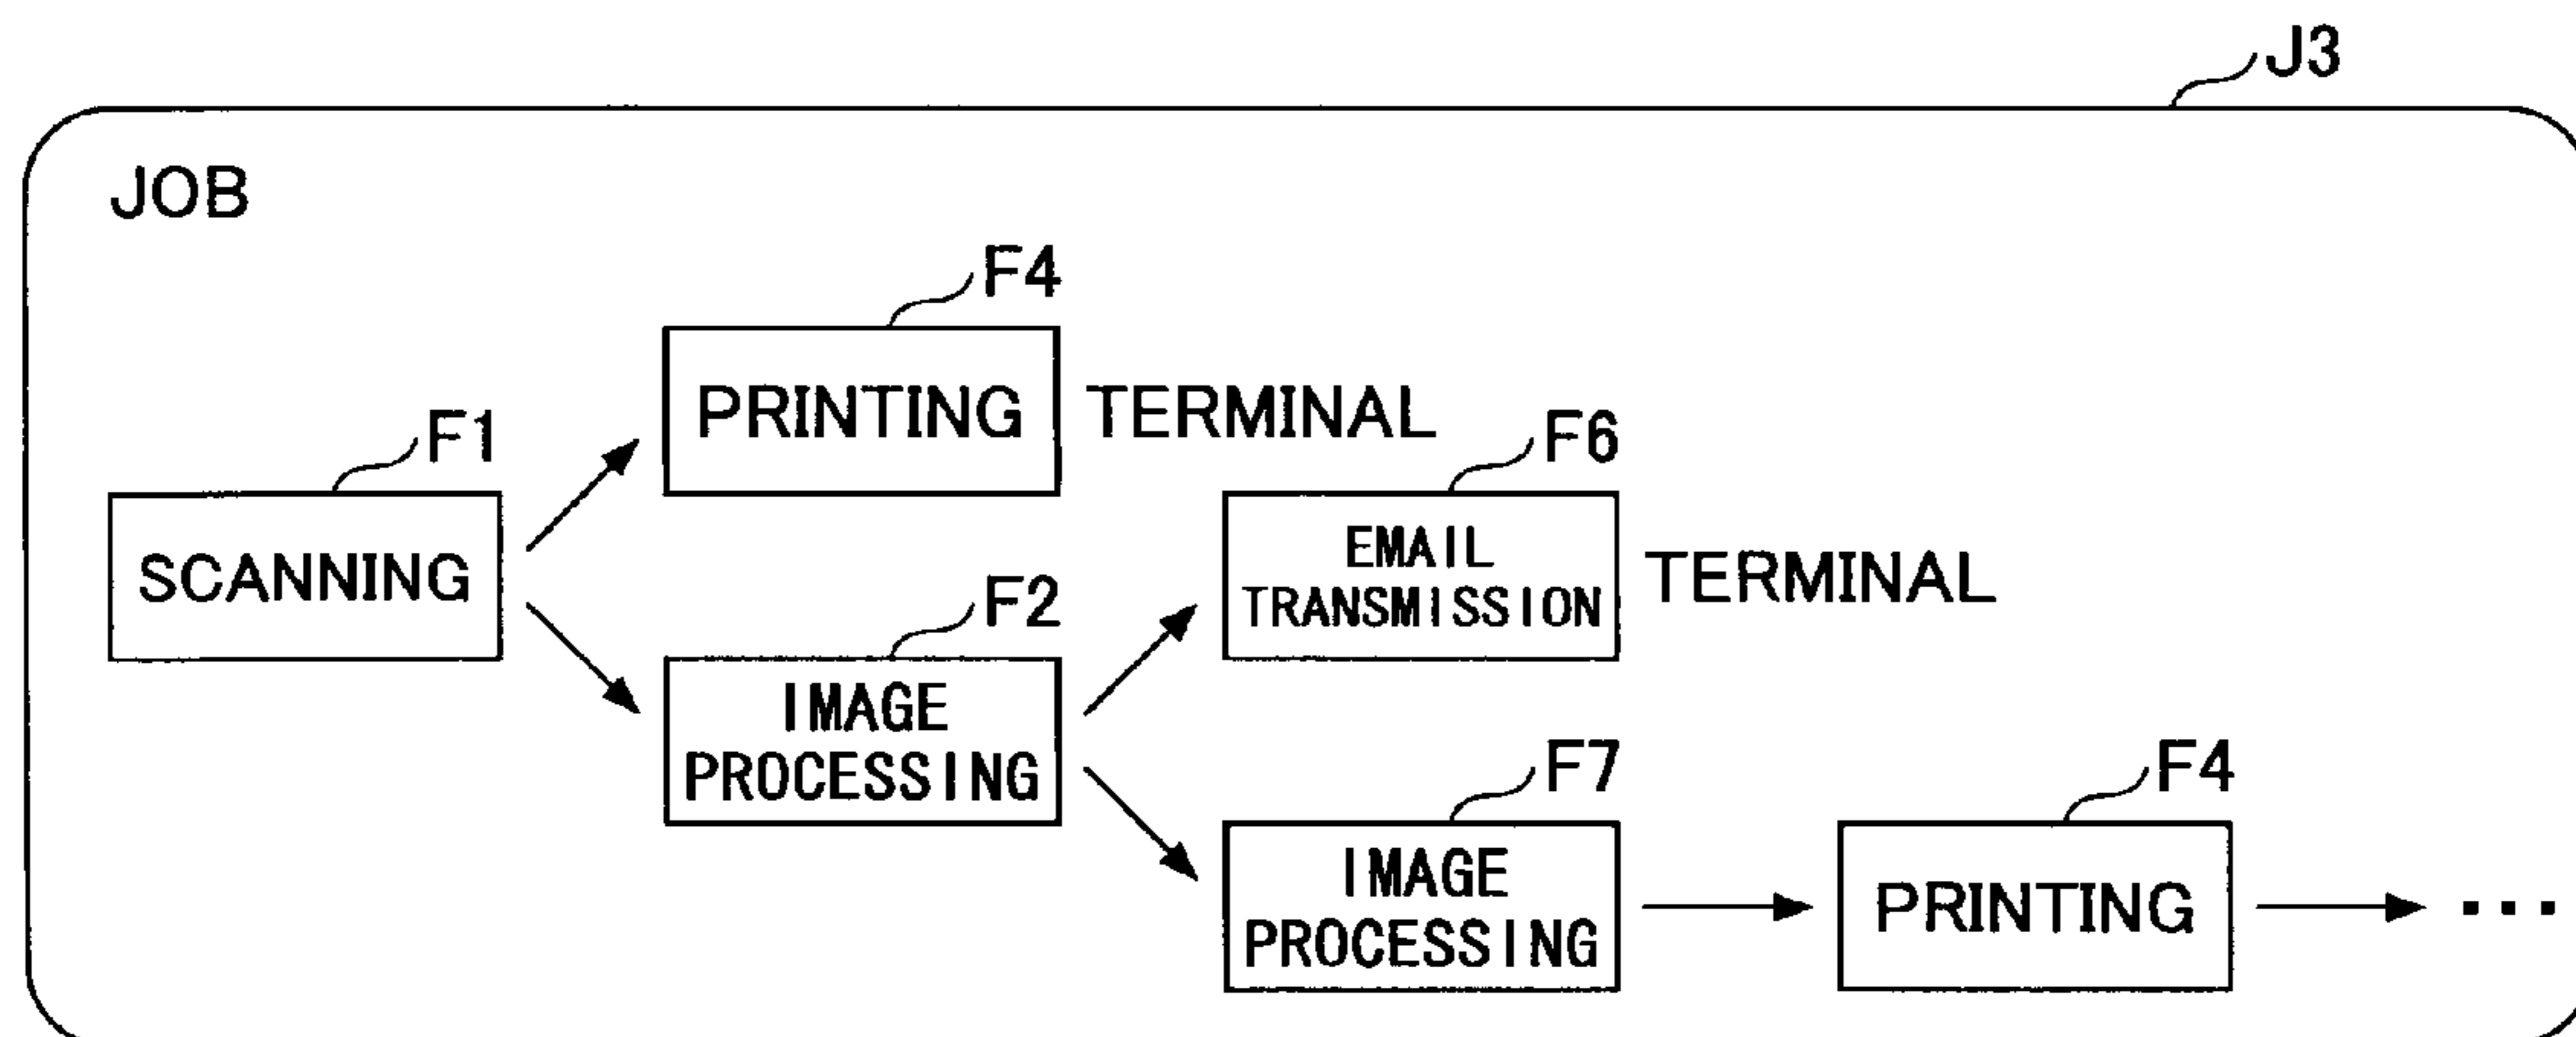 J3
JOB
F4
PRINTING TERMINAL
F1
SCANNING
F6
EMAIL
TRANSMISSION
TERMINAL
F2
IMAGE
PROCESSING
F7
IMAGE
PROCESSING
F4
PRINTING
...